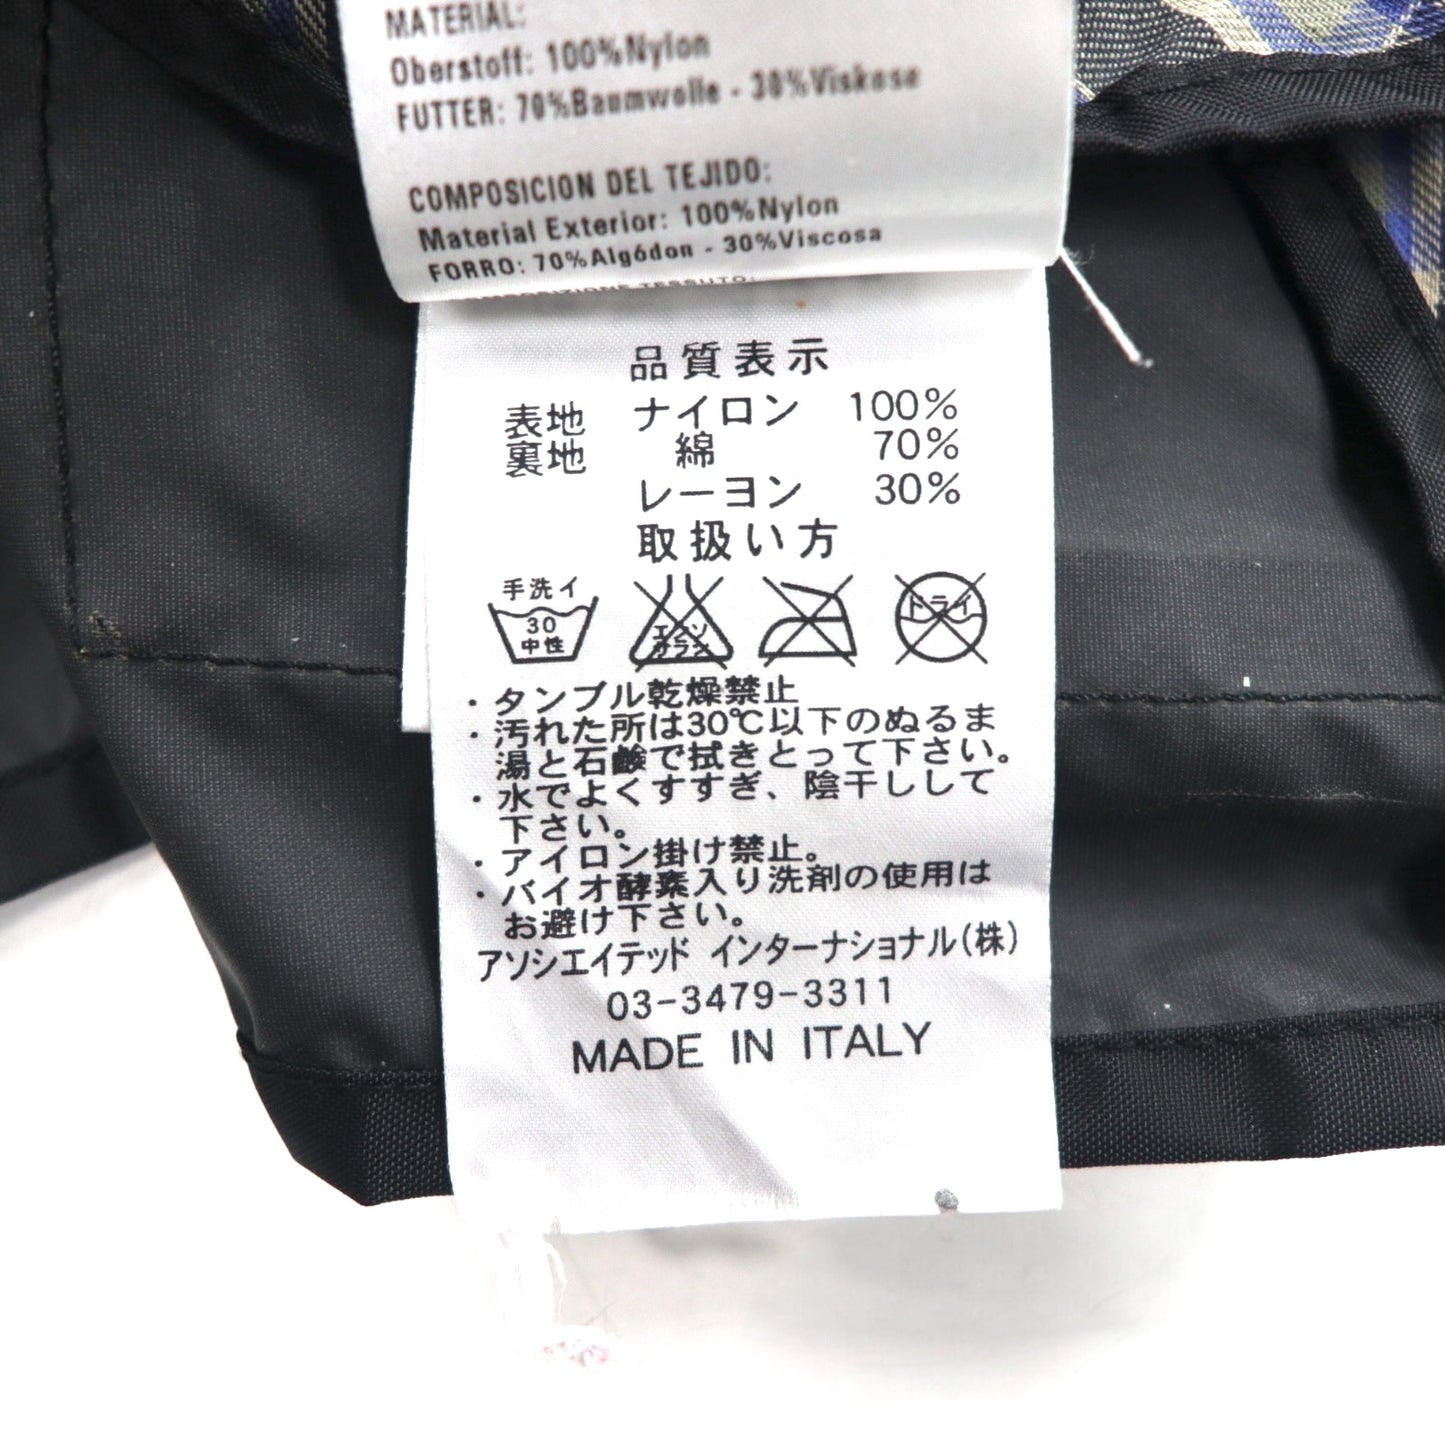 MATERIAL:
Oberstoff: 100%Nylon
FUTTER: 70%Baumwolle - 30%Viskose
COMPOSICION DEL TEJIDO:
Material Exterior: 100%Nylon
FORRO: 70%Algódon - 30%Viscosa
TESSUTO:
品質表示
表地 ナイロン 100%
裏地 綿 70%
レーヨン 30%
取扱い方
手洗イ
30
中性
エンソ
サラシ
ドライ
・タンブル乾燥禁止
・汚れた所は30℃以下のぬるま
湯と石鹸で拭きとって下さい。
・水でよくすすぎ、陰干しして
下さい。
・アイロン掛け禁止。
・バイオ酵素入り洗剤の使用は
お避け下さい。
アソシエイテッド インターナショナル(株)
03-3479-3311
MADE IN ITALY